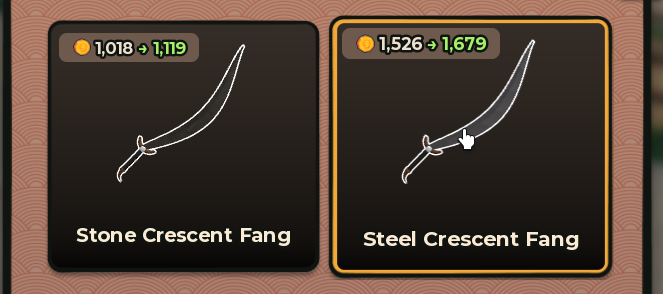 1,018 → 1,119
Stone Crescent Fang
1,526 → 1,679
Steel Crescent Fang